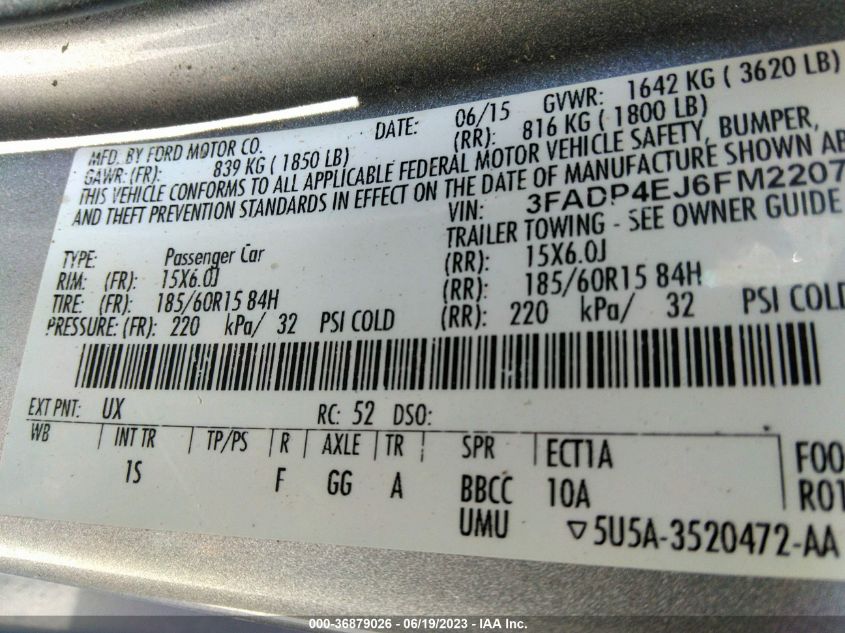 MFD. BY FORD MOTOR CO. DATE: 06/15 GVWR: 1642 KG ( 3620 LB)
GAWR: (FR): 839 KG ( 1850 LB) (RR): 816 KG ( 1800 LB)
THIS VEHICLE CONFORMS TO ALL APPLICABLE FEDERAL MOTOR VEHICLE SAFETY, BUMPER,
AND THEFT PREVENTION STANDARDS IN EFFECT ON THE DATE OF MANUFACTURE SHOWN AB
VIN: 3FADP4EJ6FM2207
TRAILER TOWING - SEE OWNER GUIDE
TYPE: Passenger Car
RIM: (FR): 15X6.0J (RR): 15X6.0J
TIRE: (FR): 185/60R15 84H (RR): 185/60R15 84H
PRESSURE: (FR): 220 kPa/ 32 PSI COLD (RR): 220 kPa/ 32 PSI COLD
EXT PNT: UX RC: 52 DSO:
WB INT TR TP/PS R AXLE TR SPR ECT1A F00
1S F GG A BBCC 10A R01
UMU ▽5U5A-3520472-AA
000-36879026 - 06/19/2023 - IAA Inc.